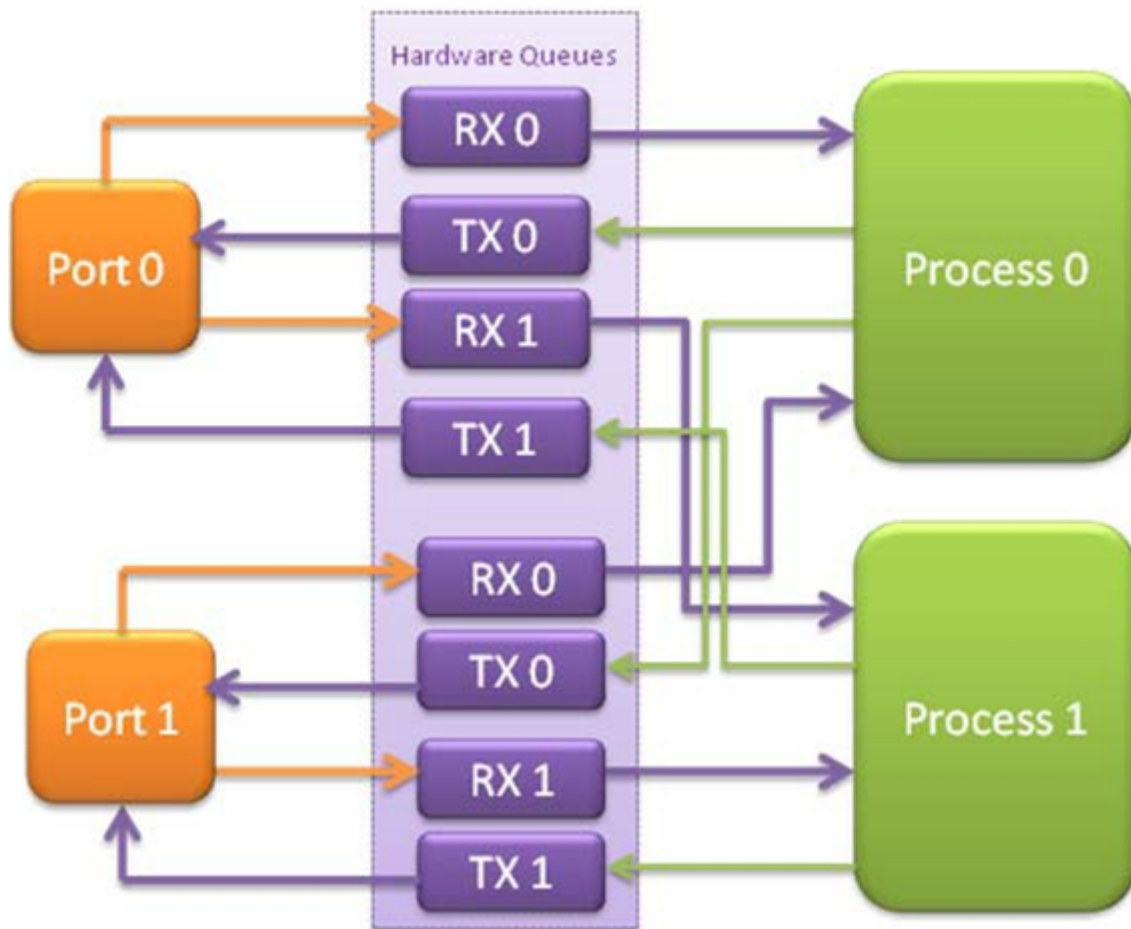 Hardware Queues
RX 0
TX 0
RX 1
TX 1
RX 0
TX 0
RX 1
TX 1
Port 0
Port 1
Process 0
Process 1